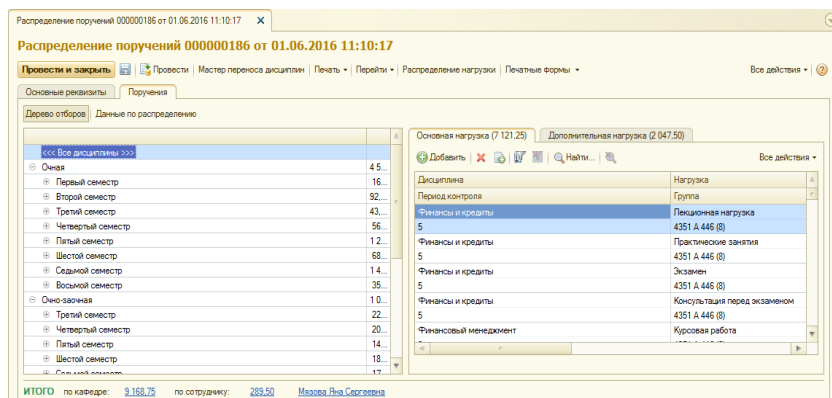 Распределение поручений 000000186 от 01.06.2016 11:10:17 X
Распределение поручений 000000186 от 01.06.2016 11:10:17
Провести и закрыть Провести Мастер переноса дисциплин Печать Перейти Распределение нагрузки Печатные формы Все действия ?
Основные реквизиты Поручения
Дерево отборов Данные по распределению
Основная нагрузка (7 121,25) Дополнительная нагрузка (2 047,50)
Добавить Найти... Все действия
<<< Все дисциплины >>>
Очная 4 5...
Первый семестр 16...
Второй семестр 92,...
Третий семестр 43,...
Четвертый семестр 56...
Пятый семестр 1 2...
Шестой семестр 68...
Седьмой семестр 1 4...
Восьмой семестр 35...
Очно-заочная 1 0...
Третий семестр 22...
Четвертый семестр 20...
Пятый семестр 14...
Шестой семестр 18...
Седьмой семестр 17...
Дисциплина Нагрузка
Период контроля Группа
Финансы и кредиты Лекционная нагрузка
5 4351 А 446 (8)
Финансы и кредиты Практические занятия
5 4351 А 446 (8)
Финансы и кредиты Экзамен
5 4351 А 446 (8)
Финансы и кредиты Консультация перед экзаменом
5 4351 А 446 (8)
Финансовый менеджмент Курсовая работа
ИТОГО по кафедре: 9 168,75 по сотруднику: 289,50 Мязова Яна Сергеевна